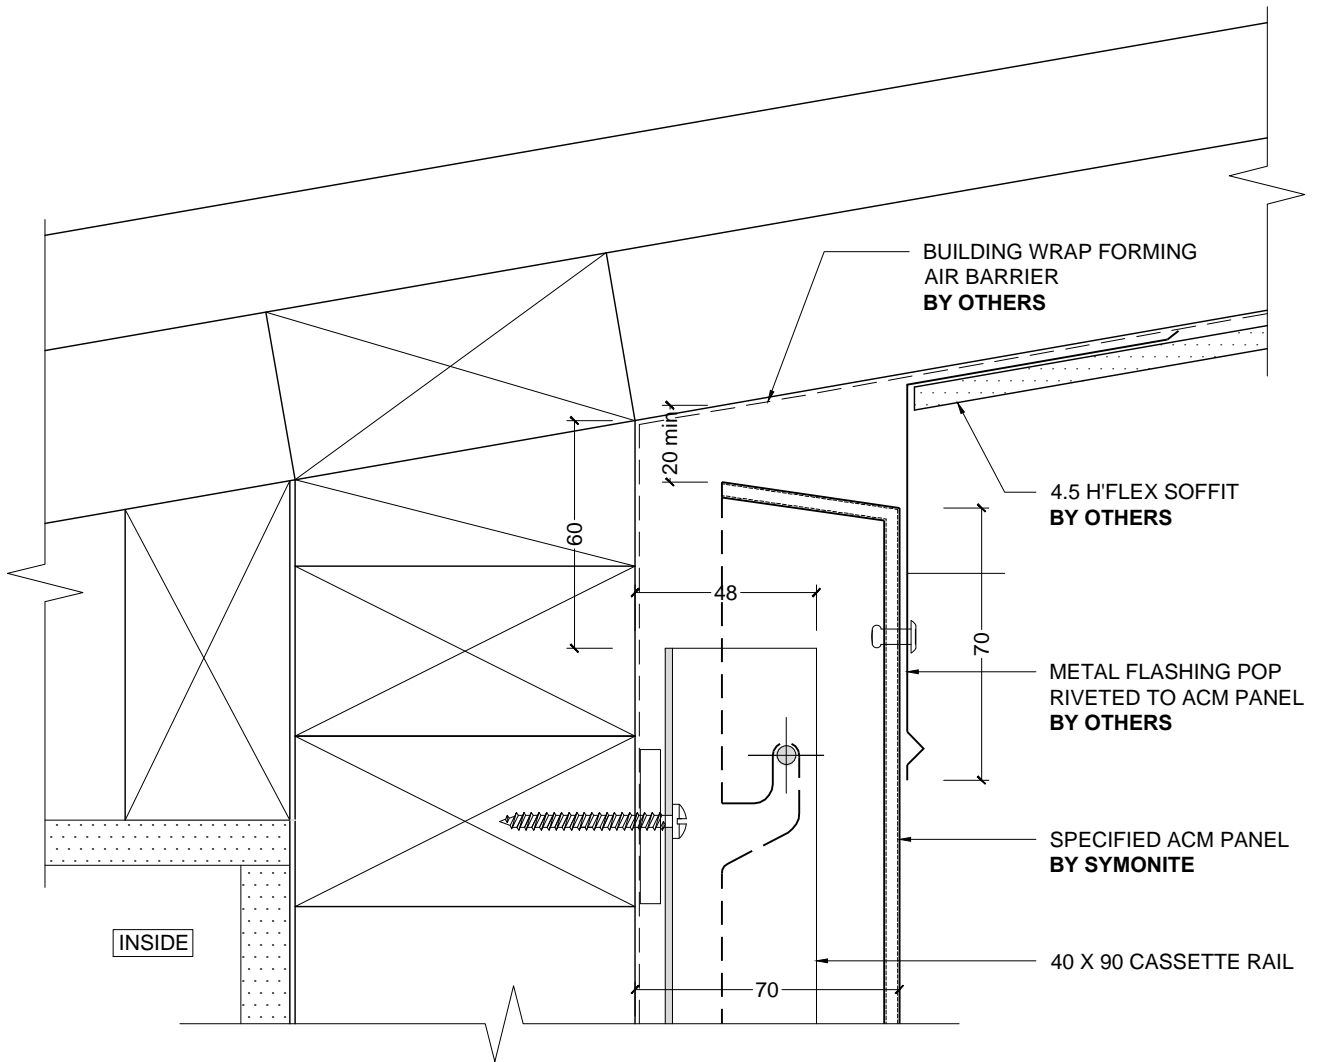 BUILDING WRAP FORMING
AIR BARRIER
BY OTHERS
20 min
4.5 H'FLEX SOFFIT
BY OTHERS
60
48
70
METAL FLASHING POP
RIVETED TO ACM PANEL
BY OTHERS
SPECIFIED ACM PANEL
BY SYMONITE
INSIDE
40 X 90 CASSETTE RAIL
70